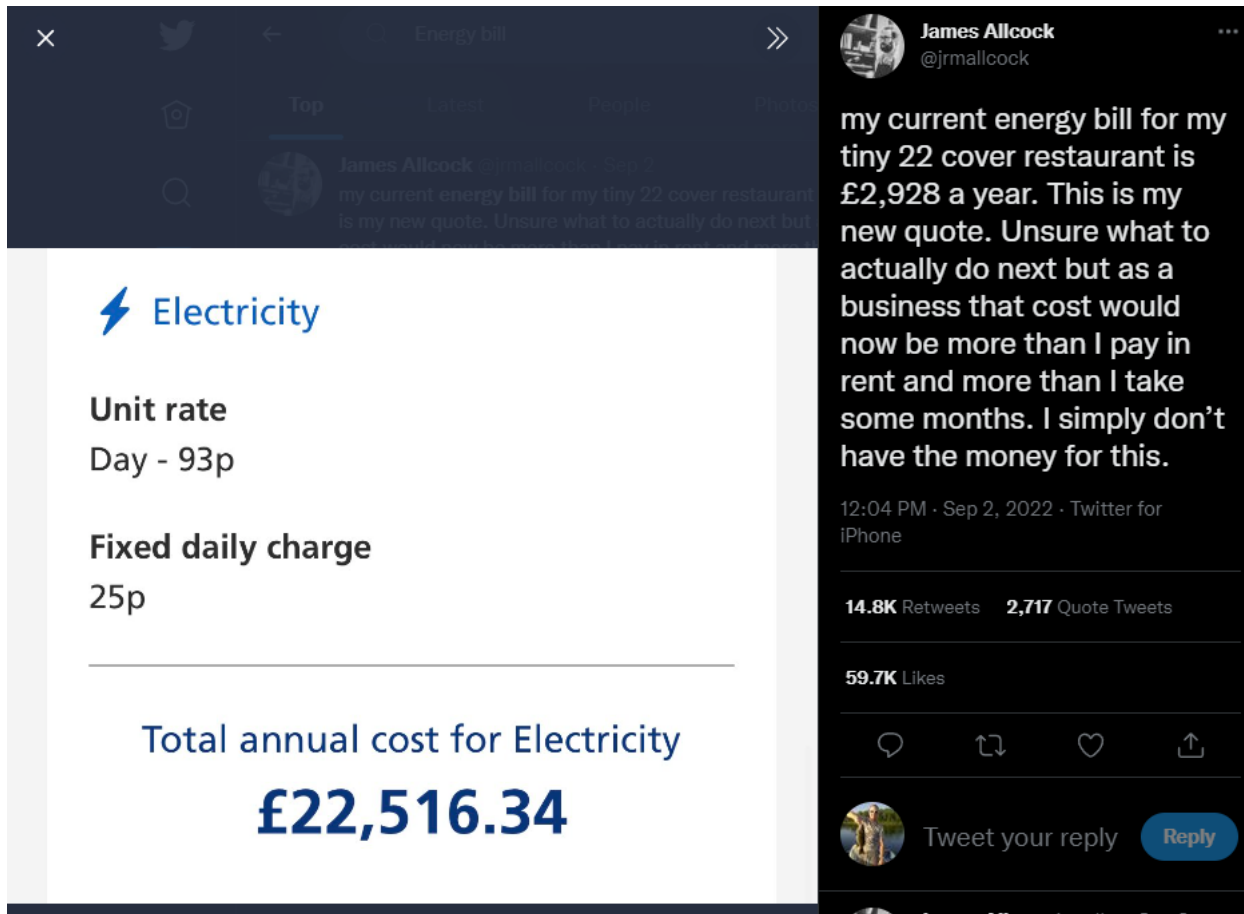 Energy bill
Top Latest People Photos
James Allcock @jrmallcock · Sep 2
my current energy bill for my tiny 22 cover restaurant
is my new quote. Unsure what to actually do next but
Electricity
Unit rate
Day - 93p
Fixed daily charge
25p
Total annual cost for Electricity
£22,516.34
James Allcock
@jrmallcock
my current energy bill for my
tiny 22 cover restaurant is
£2,928 a year. This is my
new quote. Unsure what to
actually do next but as a
business that cost would
now be more than I pay in
rent and more than I take
some months. I simply don’t
have the money for this.
12:04 PM · Sep 2, 2022 · Twitter for
iPhone
14.8K Retweets 2,717 Quote Tweets
59.7K Likes
Tweet your reply
Reply